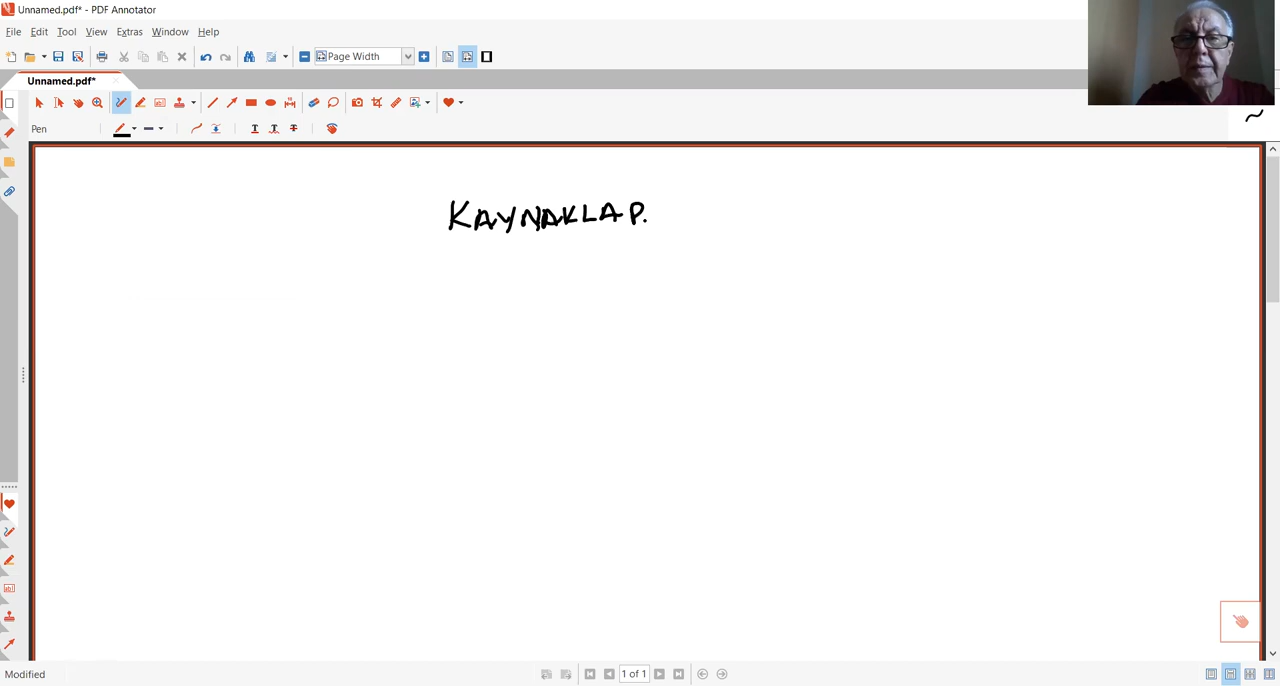 Unnamed.pdf* - PDF Annotator
File Edit Tool View Extras Window Help
Page Width
Unnamed.pdf*
Pen
KAYNAKLAP.
1 of 1
Modified